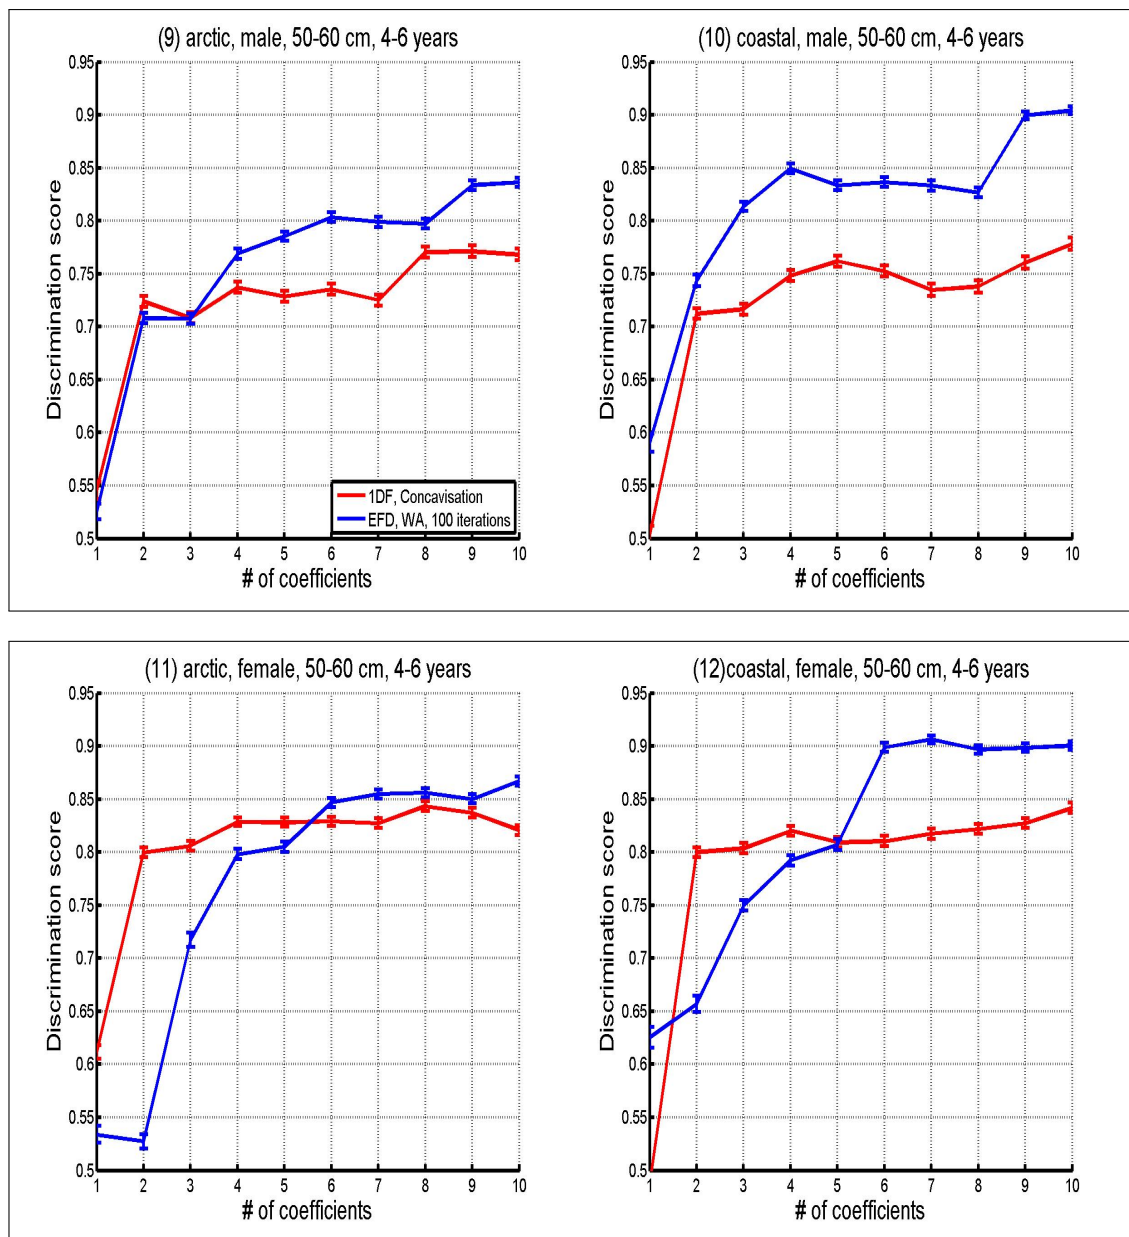 (9) arctic, male, 50-60 cm, 4-6 years
Discrimination score
0.95
0.9
0.85
0.8
0.75
0.7
0.65
0.6
0.55
0.5
1DF, Concavisation
EFD, WA, 100 iterations
1 2 3 4 5 6 7 8 9 10
# of coefficients
(10) coastal, male, 50-60 cm, 4-6 years
Discrimination score
0.95
0.9
0.85
0.8
0.75
0.7
0.65
0.6
0.55
0.5
1 2 3 4 5 6 7 8 9 10
# of coefficients
(11) arctic, female, 50-60 cm, 4-6 years
Discrimination score
0.95
0.9
0.85
0.8
0.75
0.7
0.65
0.6
0.55
0.5
1 2 3 4 5 6 7 8 9 10
# of coefficients
(12)coastal, female, 50-60 cm, 4-6 years
Discrimination score
0.95
0.9
0.85
0.8
0.75
0.7
0.65
0.6
0.55
0.5
1 2 3 4 5 6 7 8 9 10
# of coefficients